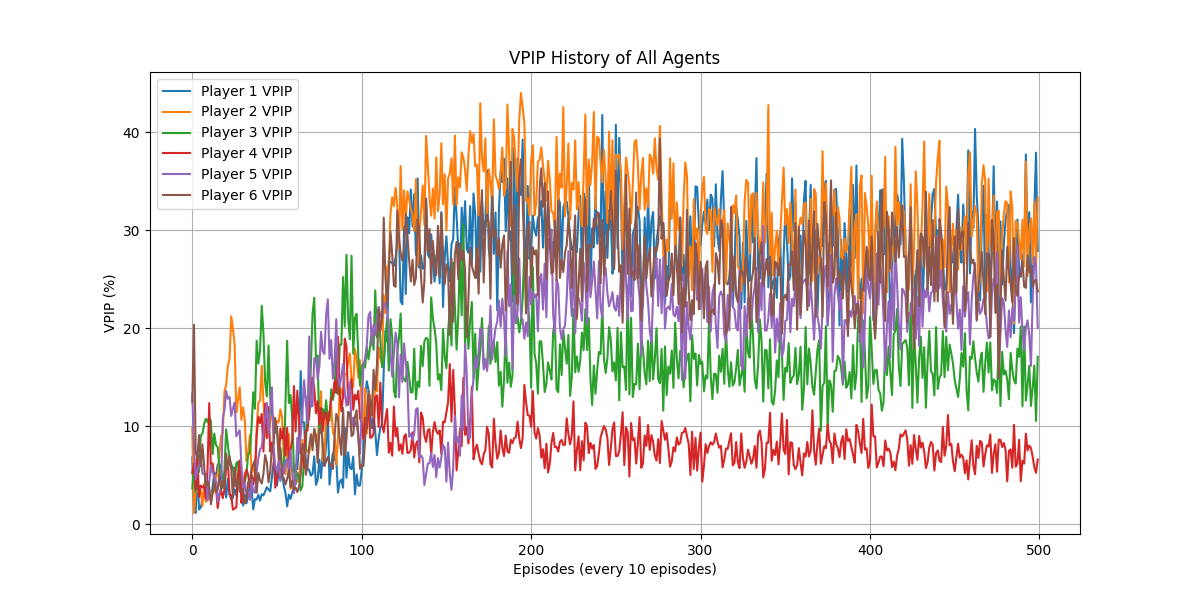 VPIP History of All Agents
Player 1 VPIP
Player 2 VPIP
Player 3 VPIP
Player 4 VPIP
Player 5 VPIP
Player 6 VPIP
VPIP (%)
40
30
20
10
0
0 100 200 300 400 500
Episodes (every 10 episodes)